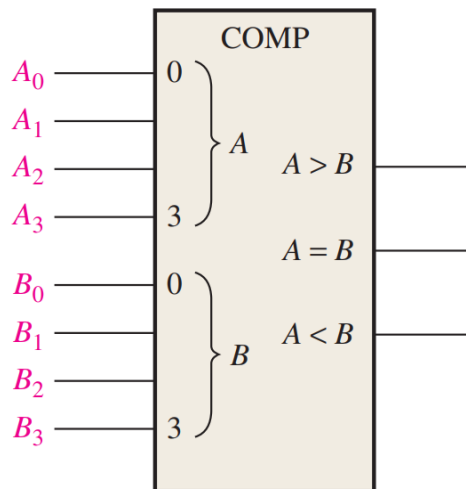 COMP
A₀ 0
A₁
A
A₂ A > B
A₃ 3
A = B
B₀ 0
B₁ A < B
B
B₂
B₃ 3